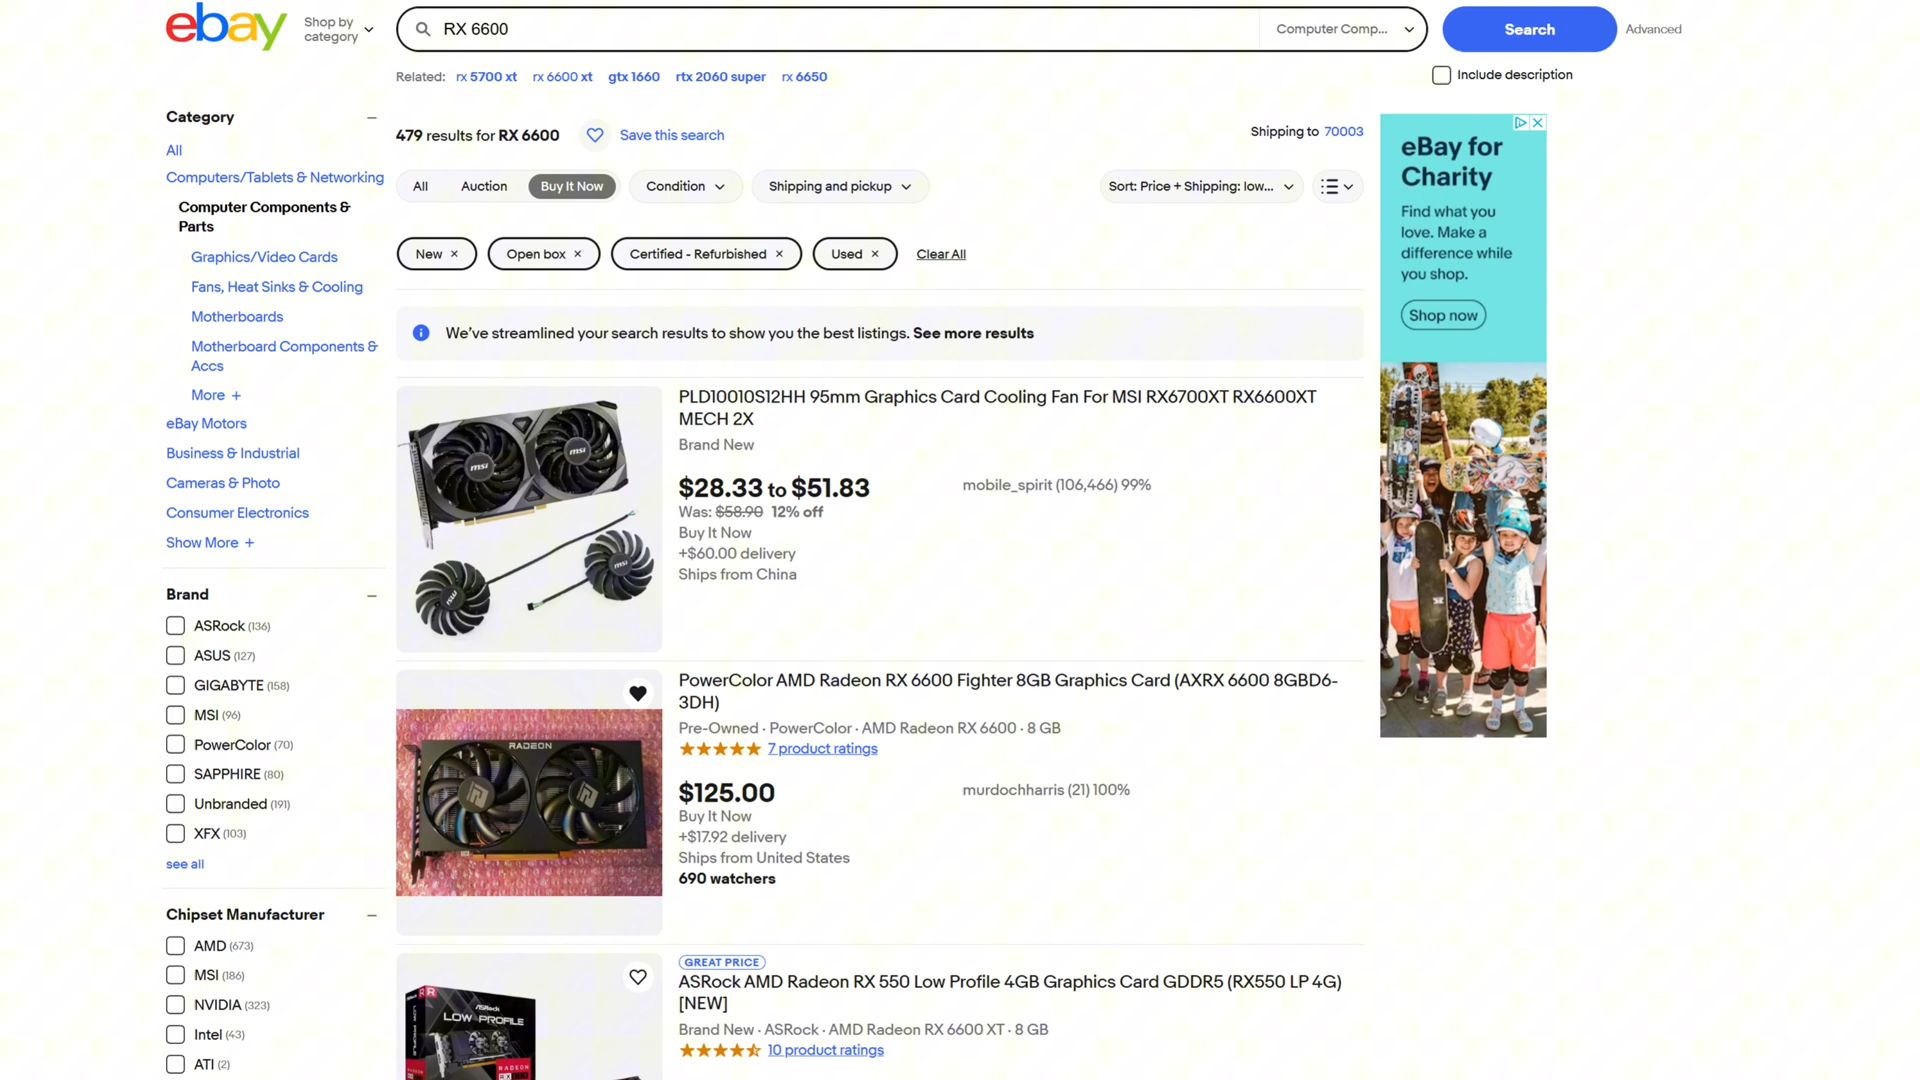 ebay
Shop by
category
RX 6600
Computer Comp...
Search
Advanced
Related: rx 5700 xt rx 6600 xt gtx 1660 rtx 2060 super rx 6650
Include description
Category
All
Computers/Tablets & Networking
Computer Components &
Parts
Graphics/Video Cards
Fans, Heat Sinks & Cooling
Motherboards
Motherboard Components &
Accs
More +
eBay Motors
Business & Industrial
Cameras & Photo
Consumer Electronics
Show More +
Brand
ASRock (136)
ASUS (127)
GIGABYTE (158)
MSI (96)
PowerColor (70)
SAPPHIRE (80)
Unbranded (191)
XFX (103)
see all
Chipset Manufacturer
AMD (673)
MSI (186)
NVIDIA (323)
Intel (43)
ATI (2)
479 results for RX 6600
Save this search
Shipping to 70003
All
Auction
Buy It Now
Condition
Shipping and pickup
Sort: Price + Shipping: low...
New
Open box
Certified - Refurbished
Used
Clear All
We've streamlined your search results to show you the best listings. See more results
msi
msi
msi
msi
PLD10010S12HH 95mm Graphics Card Cooling Fan For MSI RX6700XT RX6600XT
MECH 2X
Brand New
$28.33 to $51.83
Was: $58.90 12% off
Buy It Now
+$60.00 delivery
Ships from China
mobile_spirit (106,466) 99%
RADEON
PowerColor AMD Radeon RX 6600 Fighter 8GB Graphics Card (AXRX 6600 8GBD6-
3DH)
Pre-Owned · PowerColor · AMD Radeon RX 6600 · 8 GB
7 product ratings
$125.00
Buy It Now
+$17.92 delivery
Ships from United States
690 watchers
murdochharris (21) 100%
ASRock
LOW PROFILE
RADEON
GREAT PRICE
ASRock AMD Radeon RX 550 Low Profile 4GB Graphics Card GDDR5 (RX550 LP 4G)
[NEW]
Brand New · ASRock · AMD Radeon RX 6600 XT · 8 GB
10 product ratings
eBay for
Charity
Find what you
love. Make a
difference while
you shop.
Shop now